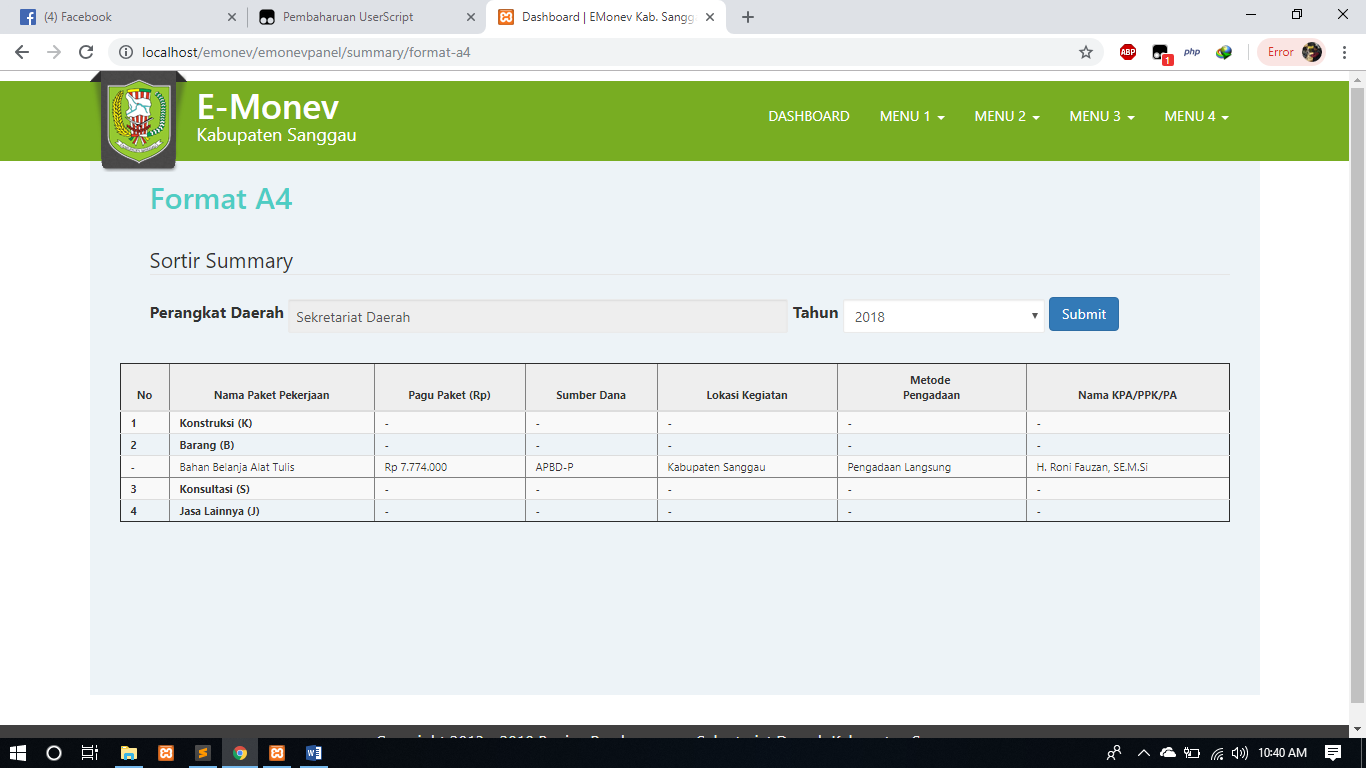 (4) Facebook
Pembaharuan UserScript
Dashboard | EMonev Kab. Sangg
localhost/emonev/emonevpanel/summary/format-a4
ABP
1
php
Error
E-Monev
Kabupaten Sanggau
DASHBOARD MENU 1 MENU 2 MENU 3 MENU 4
Format A4
Sortir Summary
Perangkat Daerah Sekretariat Daerah Tahun 2018 Submit
No Nama Paket Pekerjaan Pagu Paket (Rp) Sumber Dana Lokasi Kegiatan Metode Pengadaan Nama KPA/PPK/PA
1 Konstruksi (K) - - - - -
2 Barang (B) - - - - -
- Bahan Belanja Alat Tulis Rp 7.774.000 APBD-P Kabupaten Sanggau Pengadaan Langsung H. Roni Fauzan, SE.M.Si
3 Konsultasi (S) - - - - -
4 Jasa Lainnya (J) - - - - -
10:40 AM